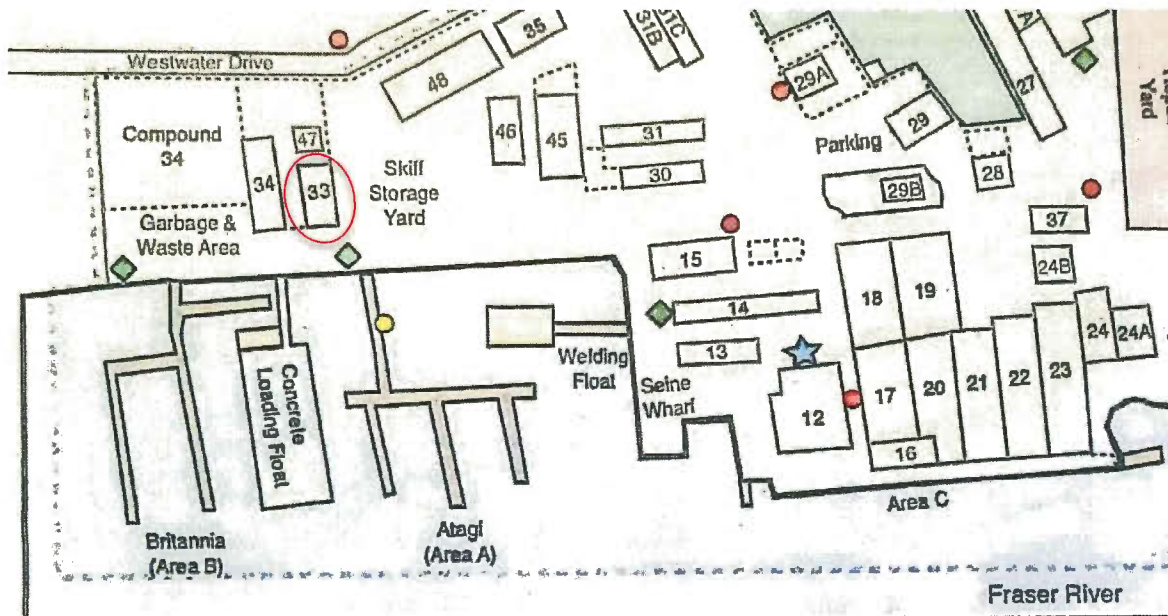 31B
31C
A
35
Westwater Drive
48
29A
27
Yard
Compound
34
47
46
45
31
29
Parking
34
33
Skiff
Storage
Yard
30
28
29B
Garbage &
Waste Area
37
15
18
19
24B
14
Welding
Float
13
Seine
Wharf
12
17
20
21
22
23
24
24A
Concrete
Loading Float
16
Area C
Britannia
(Area B)
Atagi
(Area A)
Fraser River